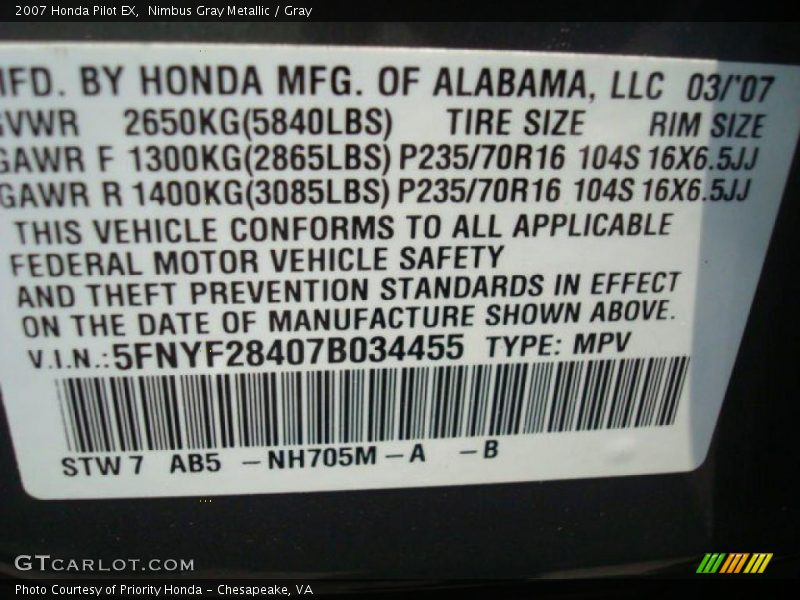 2007 Honda Pilot EX, Nimbus Gray Metallic / Gray
MFD. BY HONDA MFG. OF ALABAMA, LLC 03/'07
GVWR 2650KG(5840LBS) TIRE SIZE RIM SIZE
GAWR F 1300KG(2865LBS) P235/70R16 104S 16X6.5JJ
GAWR R 1400KG(3085LBS) P235/70R16 104S 16X6.5JJ
THIS VEHICLE CONFORMS TO ALL APPLICABLE
FEDERAL MOTOR VEHICLE SAFETY
AND THEFT PREVENTION STANDARDS IN EFFECT
ON THE DATE OF MANUFACTURE SHOWN ABOVE.
V.I.N.: 5FNYF28407B034455 TYPE: MPV
STW7 AB5 – NH705M – A – B
GTCARLOT.COM
Photo Courtesy of Priority Honda - Chesapeake, VA